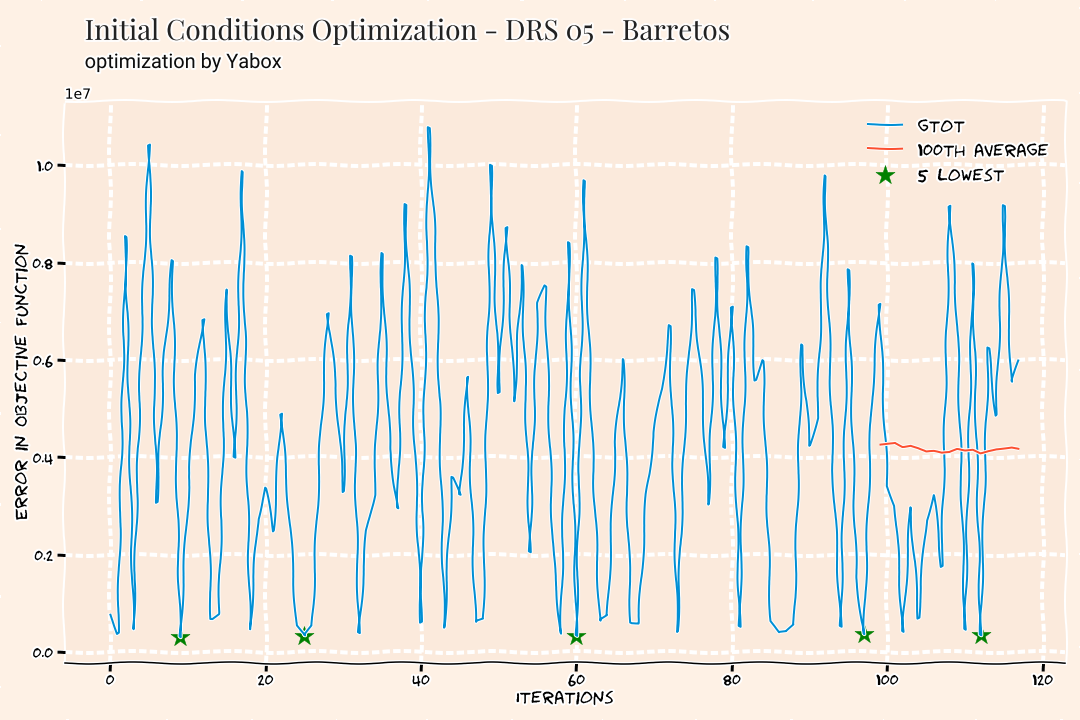 Initial Conditions Optimization - DRS 05 - Barretos
optimization by Yabox
1e7
GTOT
100TH AVERAGE
5 LOWEST
1.0
0.8
0.6
0.4
0.2
0.0
ERROR IN OBJECTIVE FUNCTION
0 20 40 60 80 100 120
ITERATIONS